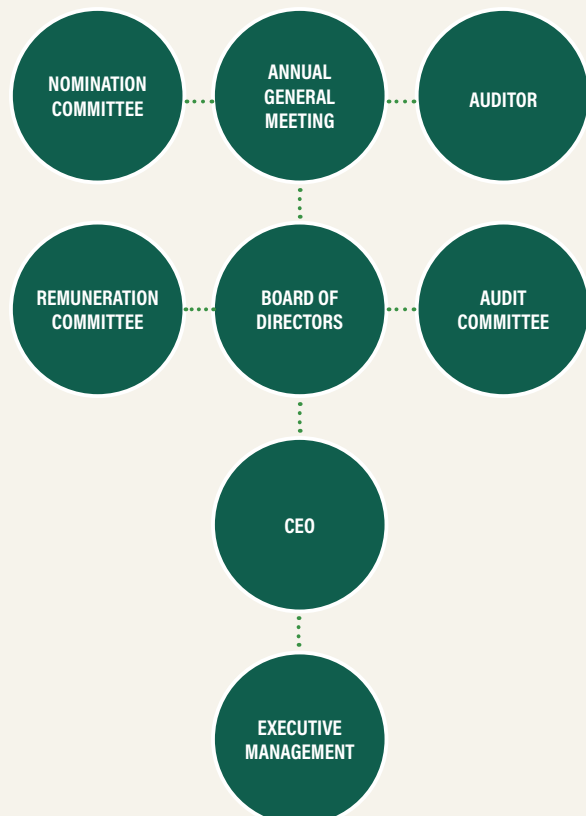 NOMINATION
COMMITTEE
ANNUAL
GENERAL
MEETING
AUDITOR
REMUNERATION
COMMITTEE
BOARD OF
DIRECTORS
AUDIT
COMMITTEE
CEO
EXECUTIVE
MANAGEMENT